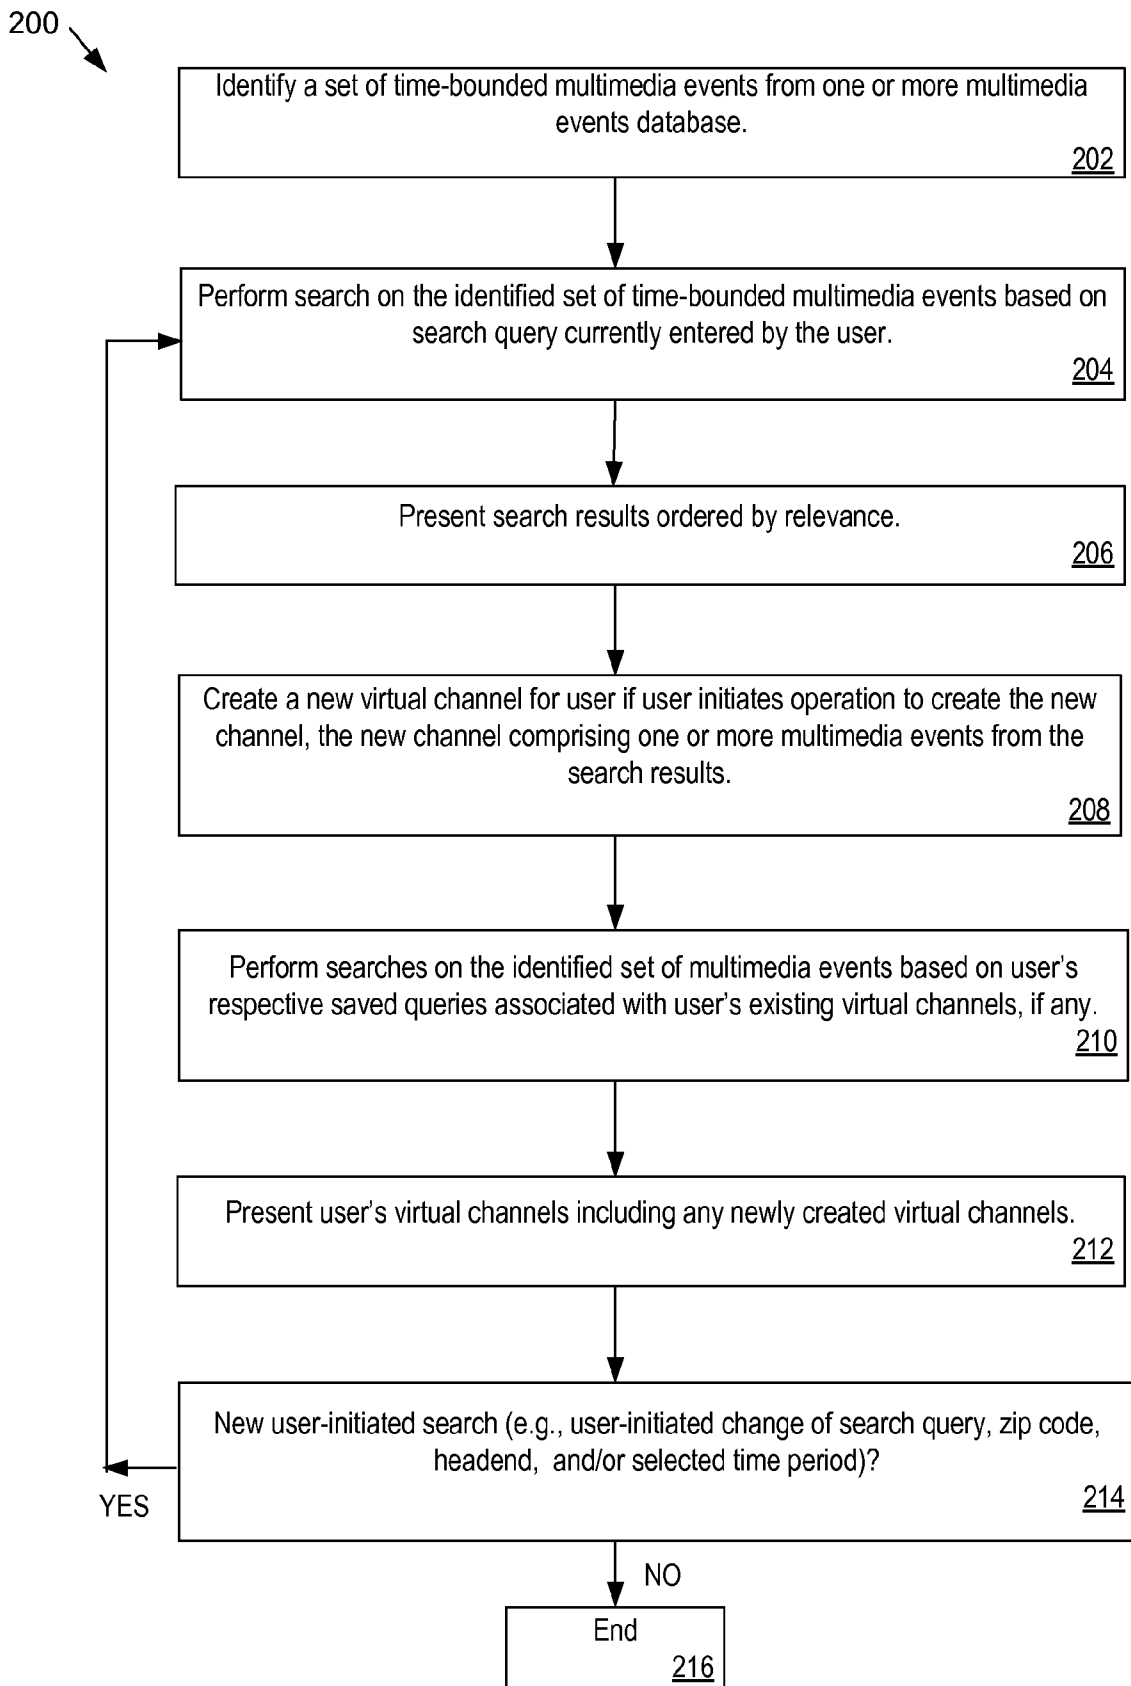 200
Identify a set of time-bounded multimedia events from one or more multimedia
events database.
202
Perform search on the identified set of time-bounded multimedia events based on
search query currently entered by the user.
204
Present search results ordered by relevance.
206
Create a new virtual channel for user if user initiates operation to create the new
channel, the new channel comprising one or more multimedia events from the
search results.
208
Perform searches on the identified set of multimedia events based on user's
respective saved queries associated with user's existing virtual channels, if any.
210
Present user's virtual channels including any newly created virtual channels.
212
New user-initiated search (e.g., user-initiated change of search query, zip code,
headend, and/or selected time period)?
214
YES
NO
End
216